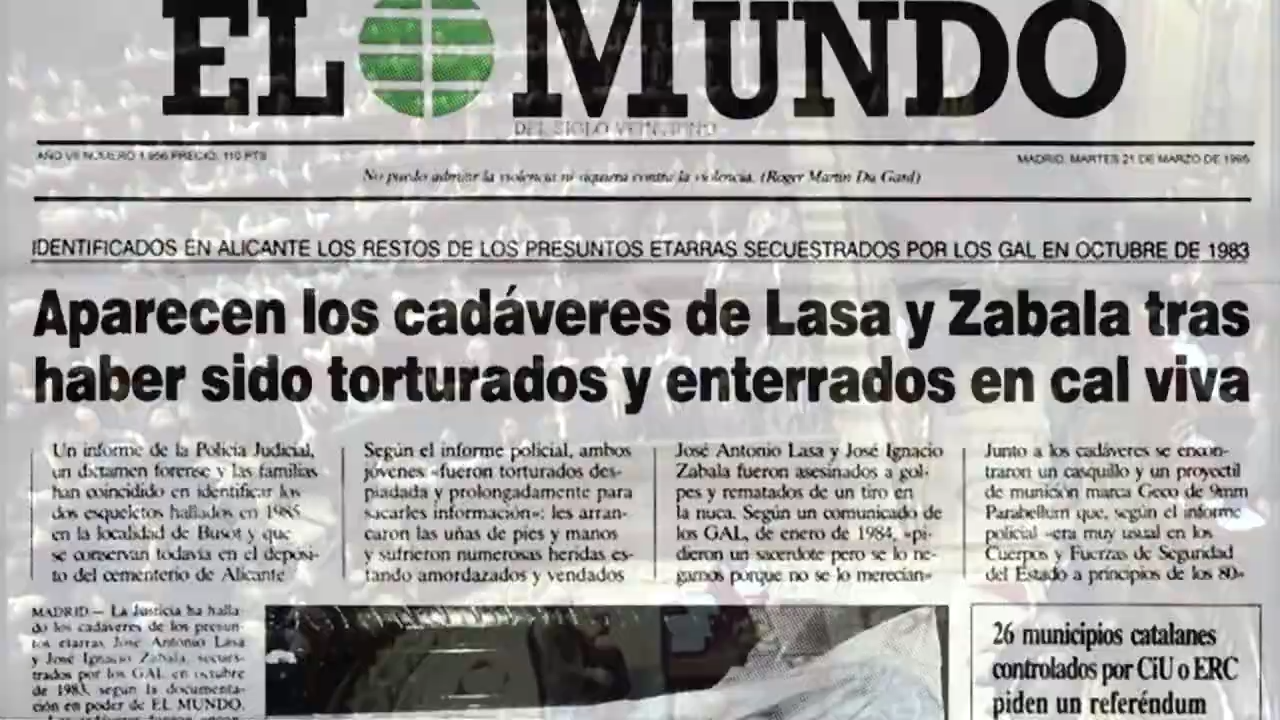 EL MUNDO
DEL SIGLO VEINTIUNO
AÑO VII NUMERO 1.956 PRECIO: 110 PTS
MADRID, MARTES 21 DE MARZO DE 1995
No puedo admitir la violencia ni siquiera contra la violencia. (Roger Martin Du Gard)
IDENTIFICADOS EN ALICANTE LOS RESTOS DE LOS PRESUNTOS ETARRAS SECUESTRADOS POR LOS GAL EN OCTUBRE DE 1983
Aparecen los cadáveres de Lasa y Zabala tras
haber sido torturados y enterrados en cal viva
Un informe de la Policía Judicial,
un dictamen forense y las familias
han coincidido en identificar los
dos esqueletos hallados en 1985
en la localidad de Busot y que
se conservan todavía en el depósi-
to del cementerio de Alicante
Según el informe policial, ambos
jóvenes «fueron torturados des-
piadada y prolongadamente para
sacarles información»: les arran-
caron las uñas de pies y manos
y sufrieron numerosas heridas es-
tando amordazados y vendados
José Antonio Lasa y José Ignacio
Zabala fueron asesinados a gol-
pes y rematados de un tiro en
la nuca. Según un comunicado de
los GAL, de enero de 1984, «pi-
dieron un sacerdote pero se lo ne-
gamos porque no se lo merecían»
Junto a los cadáveres se encon-
traron un casquillo y un proyectil
de munición marca Geco de 9mm
Parabellum que, según el informe
policial «era muy usual en los
Cuerpos y Fuerzas de Seguridad
del Estado a principios de los 80»
MADRID.— La Justicia ha halla-
do los cadáveres de los presun-
tos etarras José Antonio Lasa
y José Ignacio Zabala, secues-
trados por los GAL en octubre
de 1983, según la documenta-
ción en poder de EL MUNDO.
26 municipios catalanes
controlados por CiU o ERC
piden un referéndum